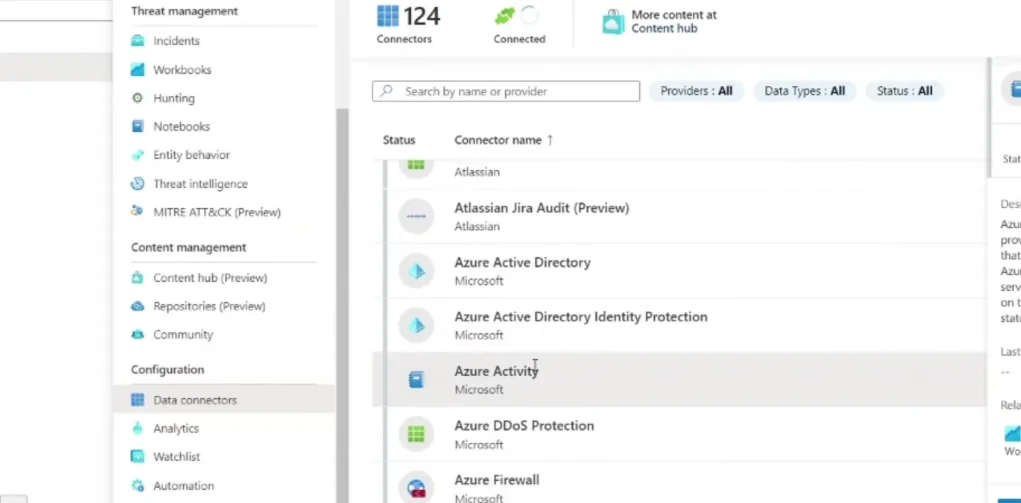 Threat management
Incidents
Workbooks
Hunting
Notebooks
Entity behavior
Threat intelligence
MITRE ATT&CK (Preview)
Content management
Content hub (Preview)
Repositories (Preview)
Community
Configuration
Data connectors
Analytics
Watchlist
Automation
124
Connectors
Connected
More content at
Content hub
Search by name or provider
Providers : All
Data Types : All
Status : All
Status
Connector name ↑
Atlassian
Atlassian Jira Audit (Preview)
Atlassian
Azure Active Directory
Microsoft
Azure Active Directory Identity Protection
Microsoft
Azure Activity
Microsoft
Azure DDoS Protection
Microsoft
Azure Firewall
Microsoft
that
on t
Last
--